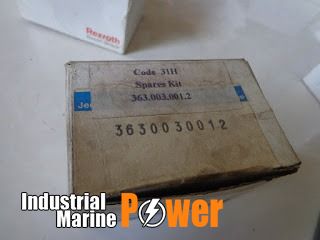 Rexroth
Code 31H
Spares Kit
363.003.001.2
3630030012
Industrial
Marine
Power